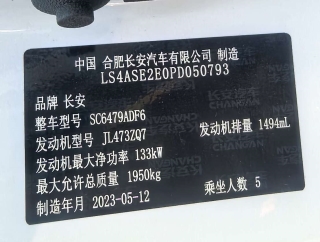 中国 合肥长安汽车有限公司 制造
LS4ASE2E0PD050793
品牌 长安
整车型号 SC6479ADF6
发动机型号 JL473ZQ7 发动机排量 1494mL
发动机最大净功率 133kW
最大允许总质量 1950kg
制造年月 2023-05-12 乘坐人数 5